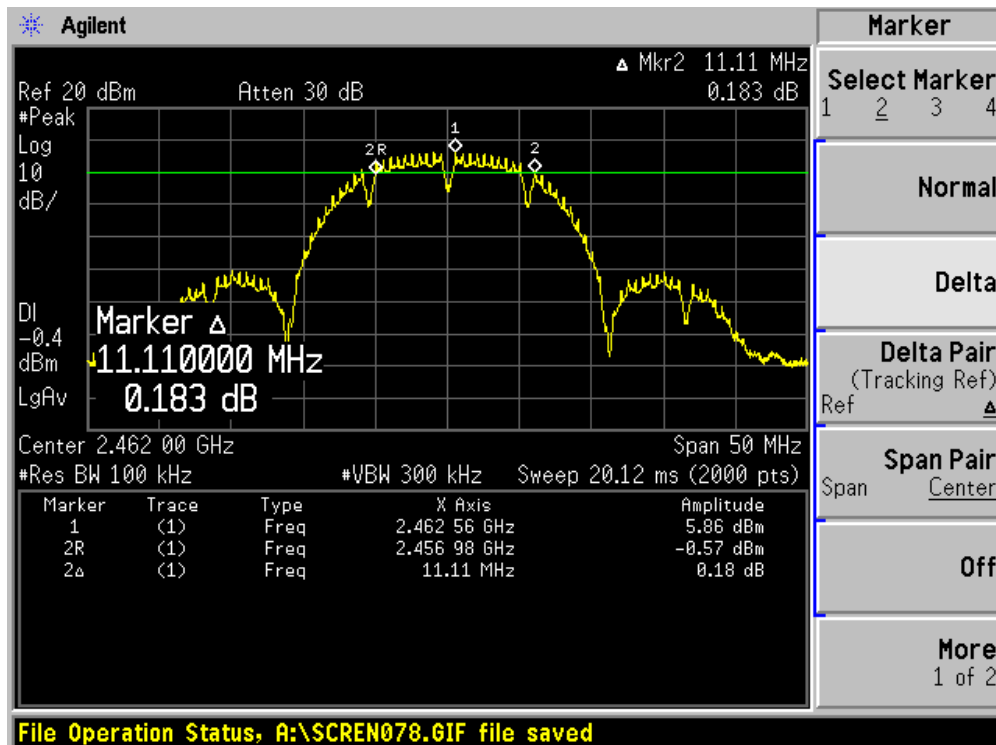 Agilent
Marker
Δ Mkr2 11.11 MHz
Ref 20 dBm Atten 30 dB 0.183 dB
#Peak
Log
10
dB/
1
2R
2
DI
-0.4
dBm
LgAv
Marker Δ
11.110000 MHz
0.183 dB
Center 2.462 00 GHz Span 50 MHz
#Res BW 100 kHz #VBW 300 kHz Sweep 20.12 ms (2000 pts)
Marker Trace Type X Axis Amplitude
1 (1) Freq 2.462 56 GHz 5.86 dBm
2R (1) Freq 2.456 98 GHz -0.57 dBm
2Δ (1) Freq 11.11 MHz 0.18 dB
Select Marker
1 2 3 4
Normal
Delta
Delta Pair
(Tracking Ref)
Ref Δ
Span Pair
Span Center
Off
More
1 of 2
File Operation Status, A:\SCREN078.GIF file saved